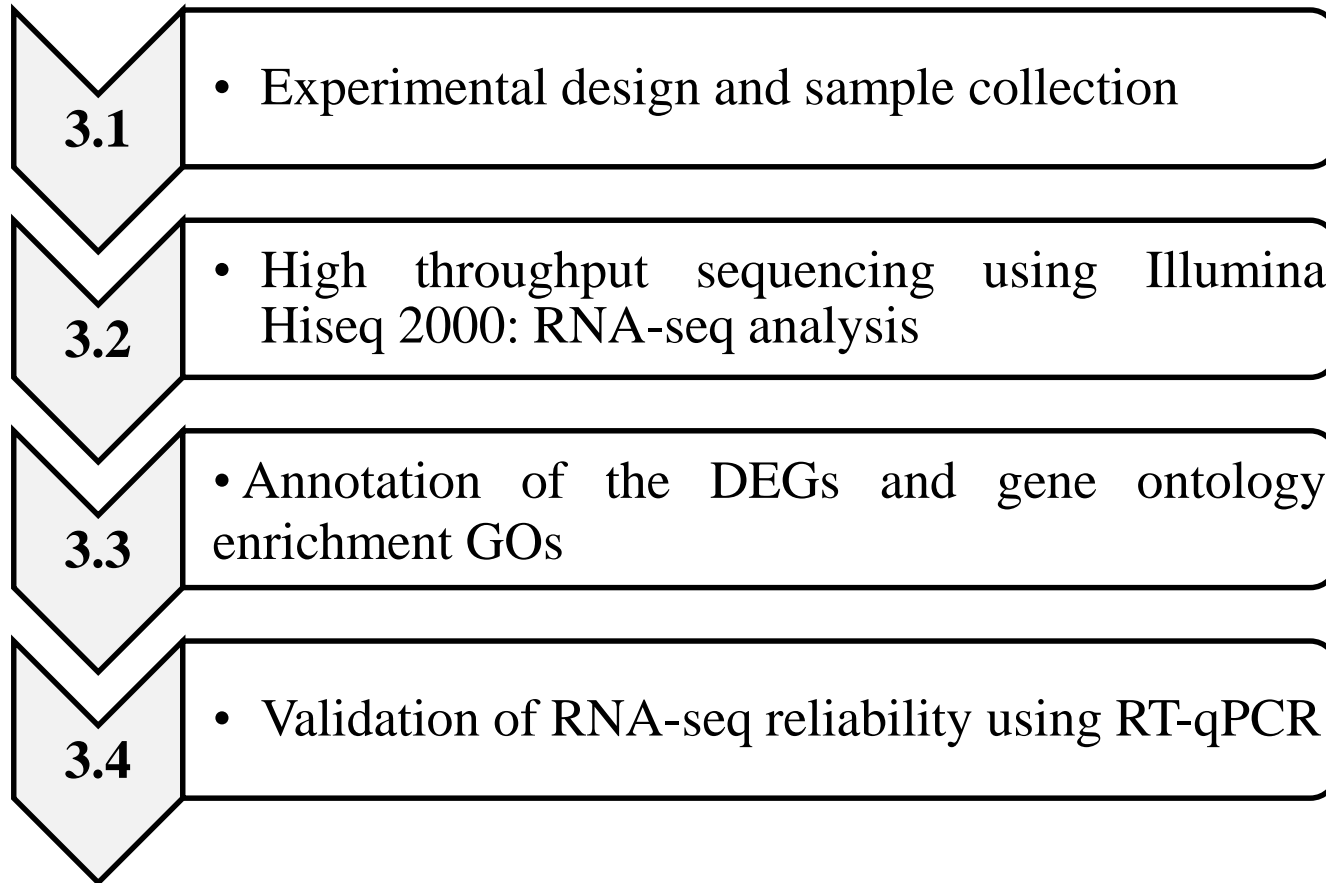 3.1
• Experimental design and sample collection
3.2
• High throughput sequencing using Illumina
Hiseq 2000: RNA-seq analysis
3.3
• Annotation of the DEGs and gene ontology
enrichment GOs
3.4
• Validation of RNA-seq reliability using RT-qPCR